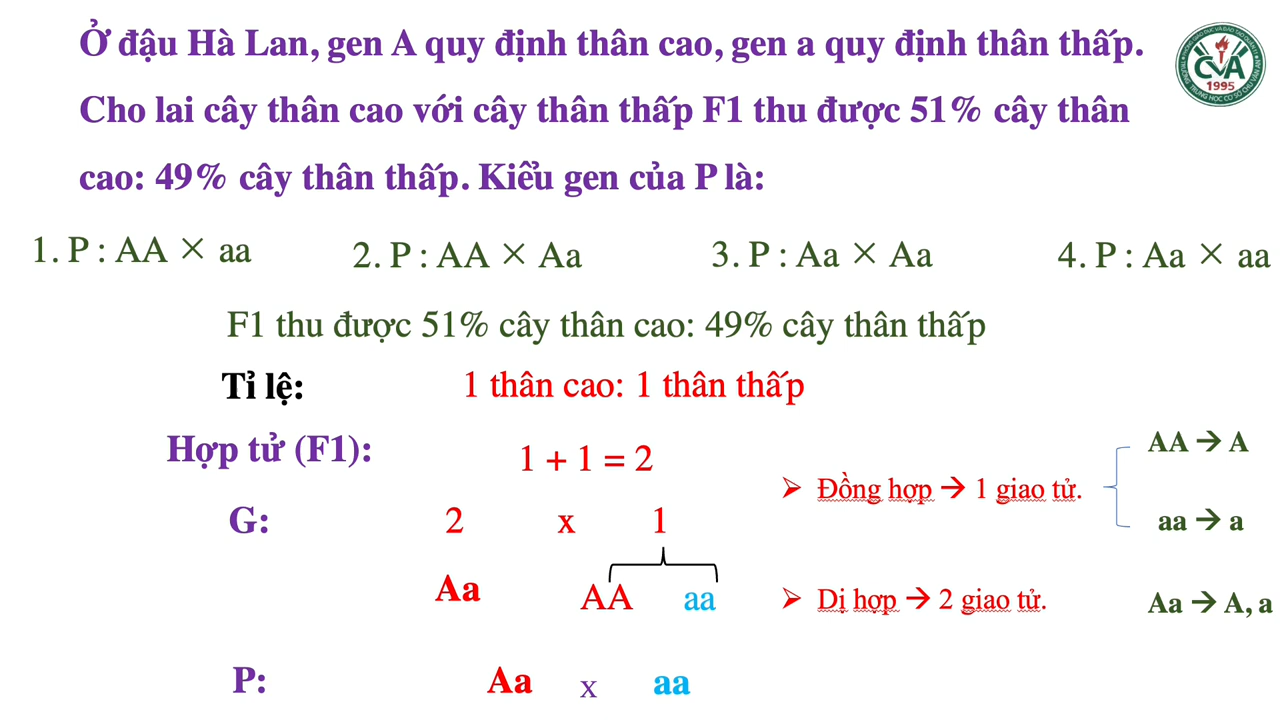 Ở đậu Hà Lan, gen A quy định thân cao, gen a quy định thân thấp.
Cho lai cây thân cao với cây thân thấp F1 thu được 51% cây thân
cao: 49% cây thân thấp. Kiểu gen của P là:
CVA
1995
1. P : AA × aa
2. P : AA × Aa
3. P : Aa × Aa
4. P : Aa × aa
F1 thu được 51% cây thân cao: 49% cây thân thấp
Tỉ lệ: 1 thân cao: 1 thân thấp
Hợp tử (F1): 1 + 1 = 2
G: 2 x 1
Aa AA aa
P: Aa x aa
➢ Đồng hợp → 1 giao tử.
AA → A
aa → a
➢ Dị hợp → 2 giao tử.
Aa → A, a